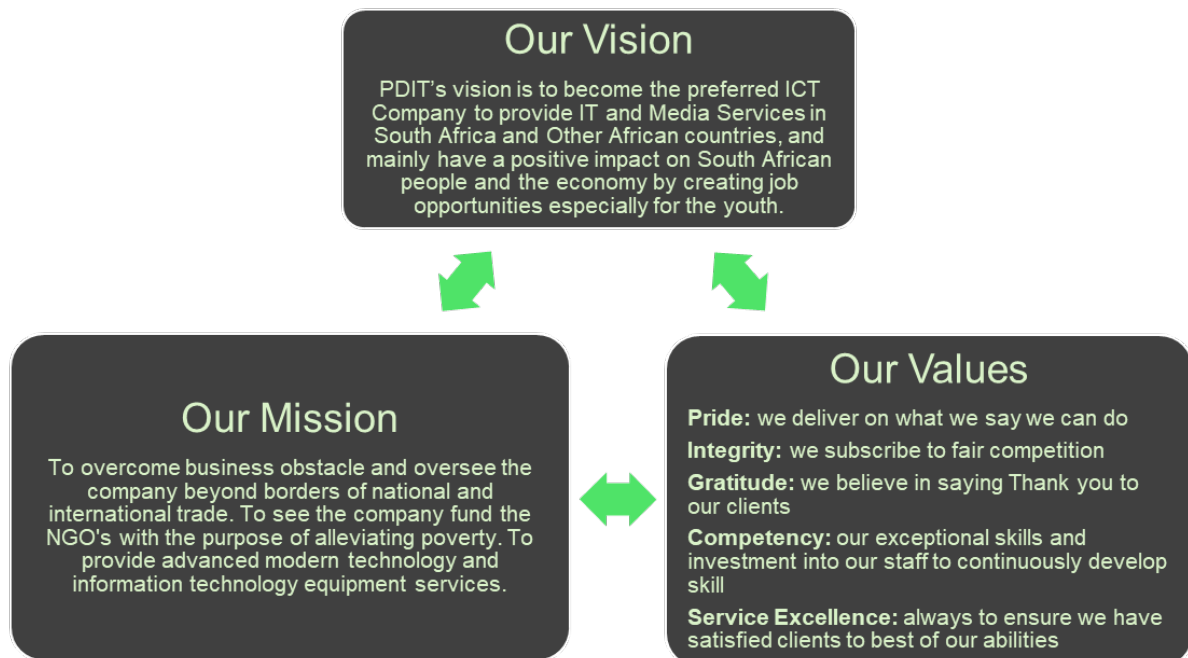 Our Vision
PDIT’s vision is to become the preferred ICT
Company to provide IT and Media Services in
South Africa and Other African countries, and
mainly have a positive impact on South African
people and the economy by creating job
opportunities especially for the youth.
Our Mission
To overcome business obstacle and oversee the
company beyond borders of national and
international trade. To see the company fund the
NGO's with the purpose of alleviating poverty. To
provide advanced modern technology and
information technology equipment services.
Our Values
Pride: we deliver on what we say we can do
Integrity: we subscribe to fair competition
Gratitude: we believe in saying Thank you to
our clients
Competency: our exceptional skills and
investment into our staff to continuously develop
skill
Service Excellence: always to ensure we have
satisfied clients to best of our abilities